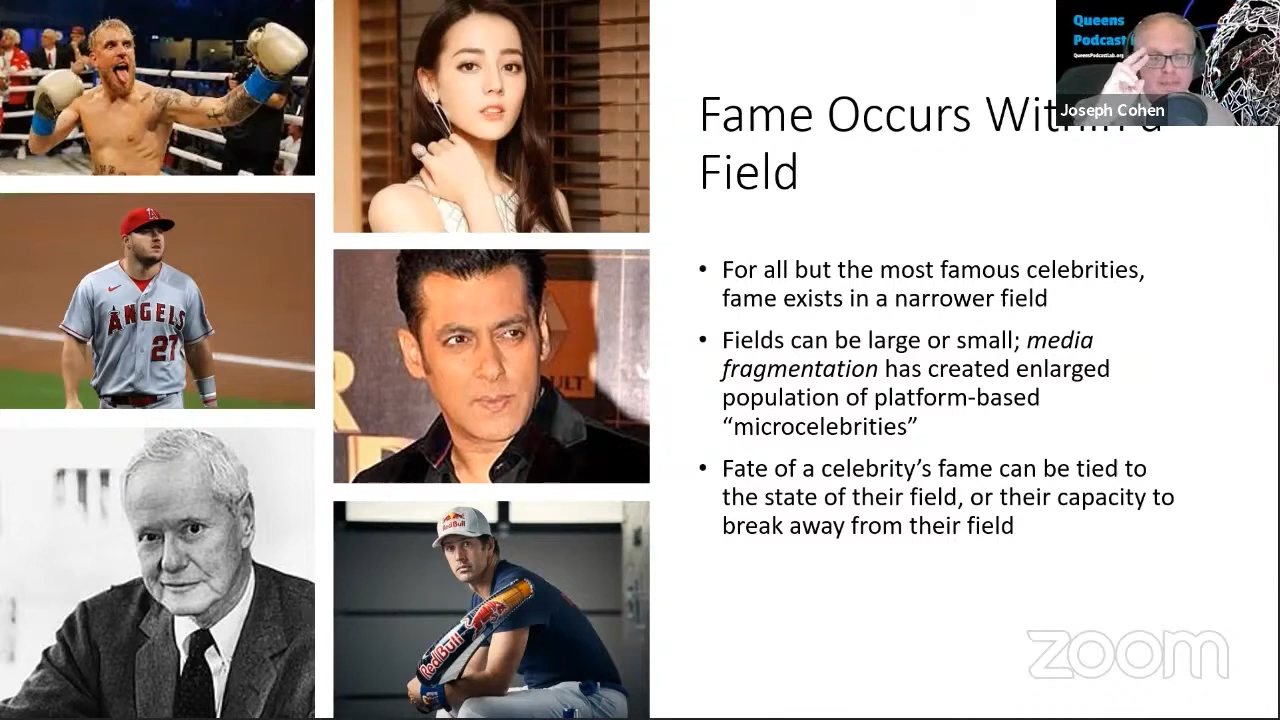 Queens
Podcast
QueensPodcastLab.org
Joseph Cohen
Fame Occurs Within a
Field
• For all but the most famous celebrities,
fame exists in a narrower field
• Fields can be large or small; media
fragmentation has created enlarged
population of platform-based
“microcelebrities”
• Fate of a celebrity’s fame can be tied to
the state of their field, or their capacity to
break away from their field
ANGELS
27
Red Bull
RedBull
ULT
zoom